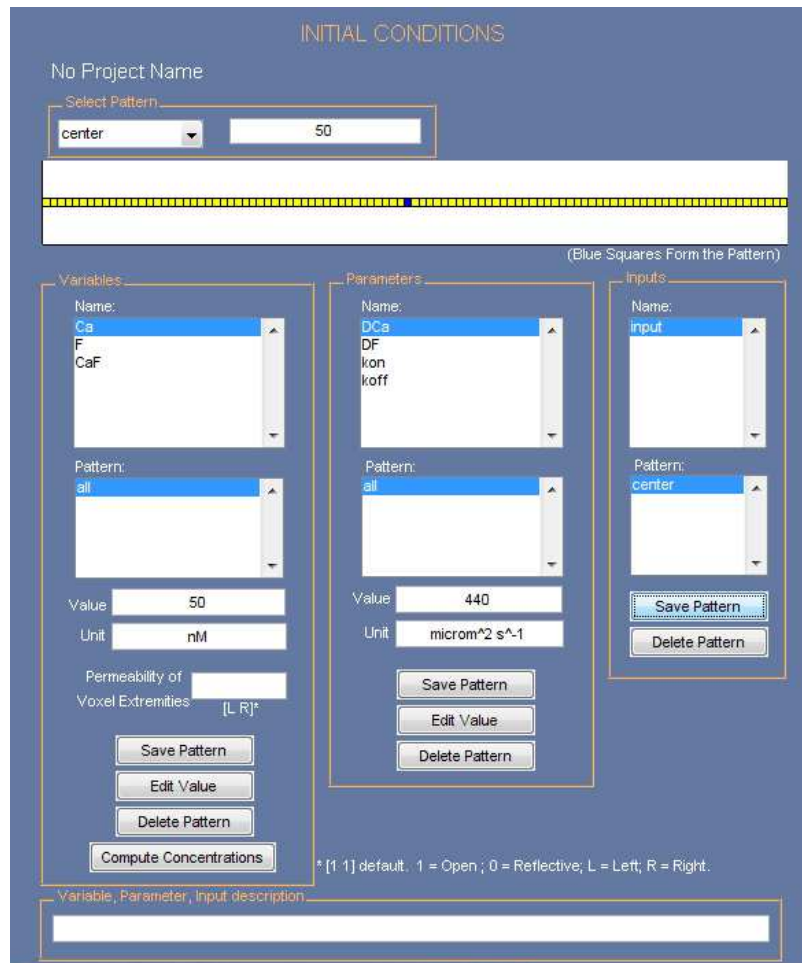 INITIAL CONDITIONS
No Project Name
Select Pattern
center
50
(Blue Squares Form the Pattern)
Variables
Name:
Ca
F
CaF
Pattern:
all
Value 50
Unit nM
Permeability of
Voxel Extremities
[L R]*
Save Pattern
Edit Value
Delete Pattern
Compute Concentrations
Parameters
Name:
DCa
DF
kon
koff
Pattern:
all
Value 440
Unit microm^2 s^-1
Save Pattern
Edit Value
Delete Pattern
Inputs
Name:
input
Pattern:
center
Save Pattern
Delete Pattern
* [1 1] default. 1 = Open ; 0 = Reflective; L = Left; R = Right.
Variable, Parameter, Input description